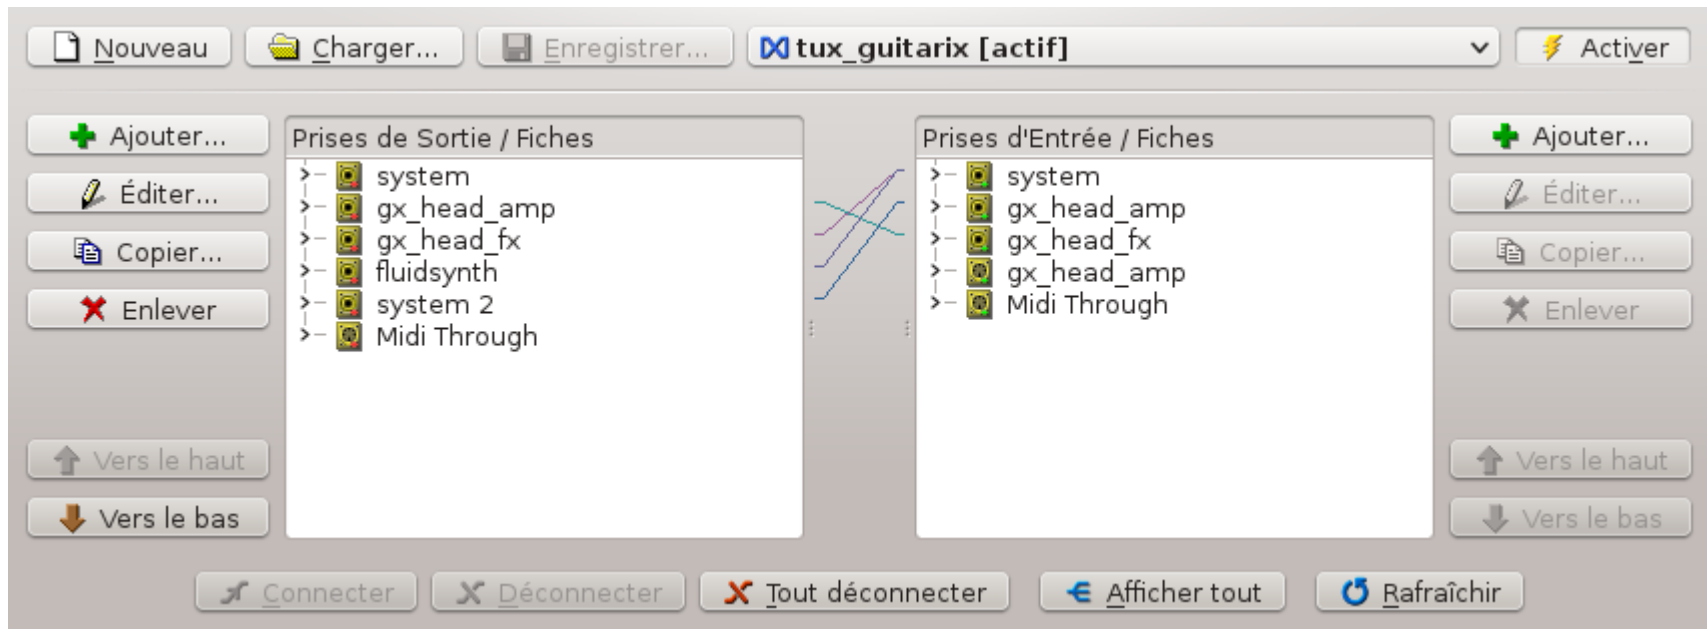 Nouveau
Charger...
Enregistrer...
tux_guitarix [actif]
Activer
Ajouter...
Éditer...
Copier...
Enlever
Vers le haut
Vers le bas
Prises de Sortie / Fiches
system
gx_head_amp
gx_head_fx
fluidsynth
system 2
Midi Through
Prises d'Entrée / Fiches
system
gx_head_amp
gx_head_fx
gx_head_amp
Midi Through
Ajouter...
Éditer...
Copier...
Enlever
Vers le haut
Vers le bas
Connecter
Déconnecter
Tout déconnecter
Afficher tout
Rafraîchir